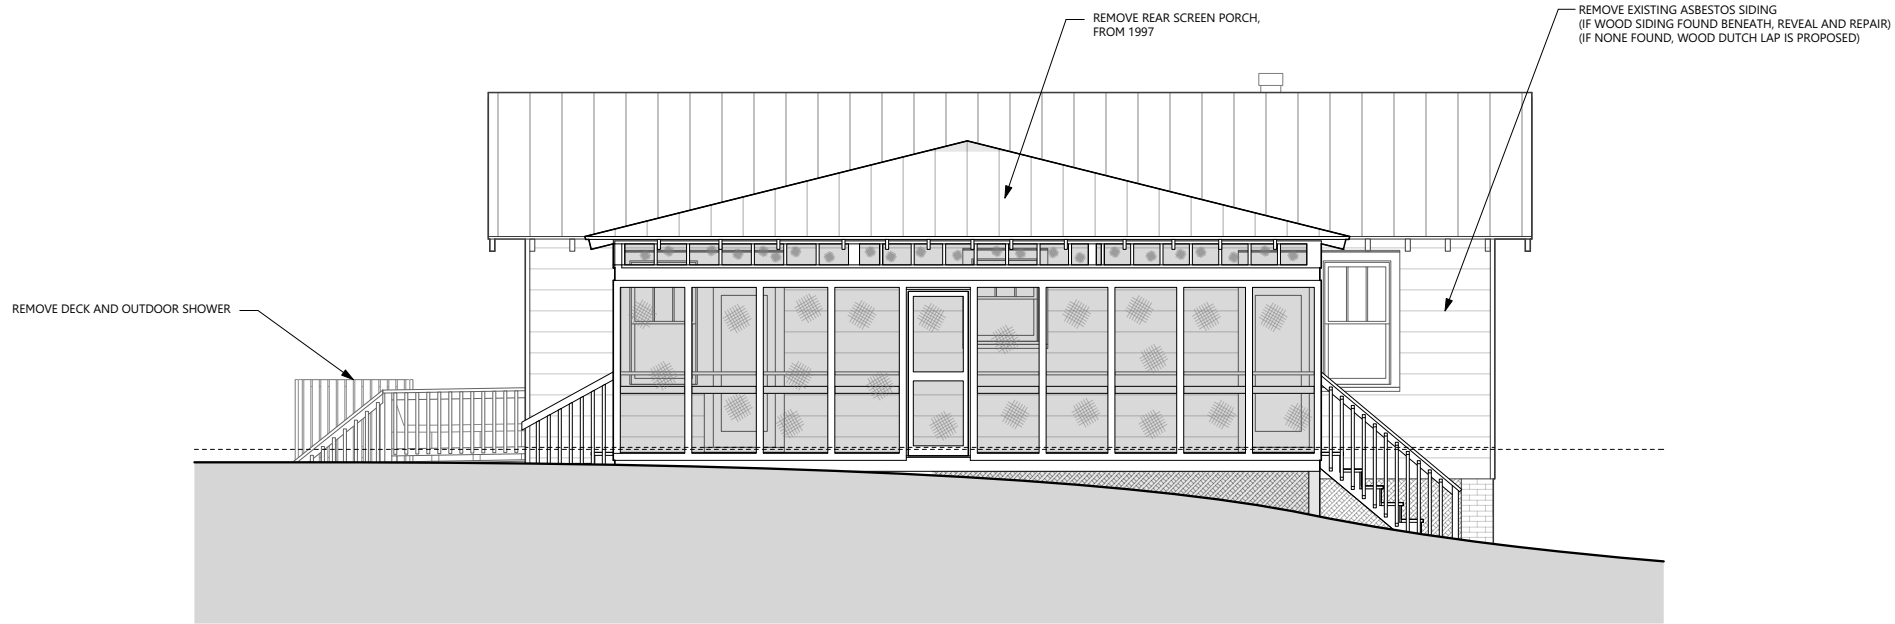 REMOVE EXISTING ASBESTOS SIDING
(IF WOOD SIDING FOUND BENEATH, REVEAL AND REPAIR)
(IF NONE FOUND, WOOD DUTCH LAP IS PROPOSED)
REMOVE REAR SCREEN PORCH,
FROM 1997
REMOVE DECK AND OUTDOOR SHOWER